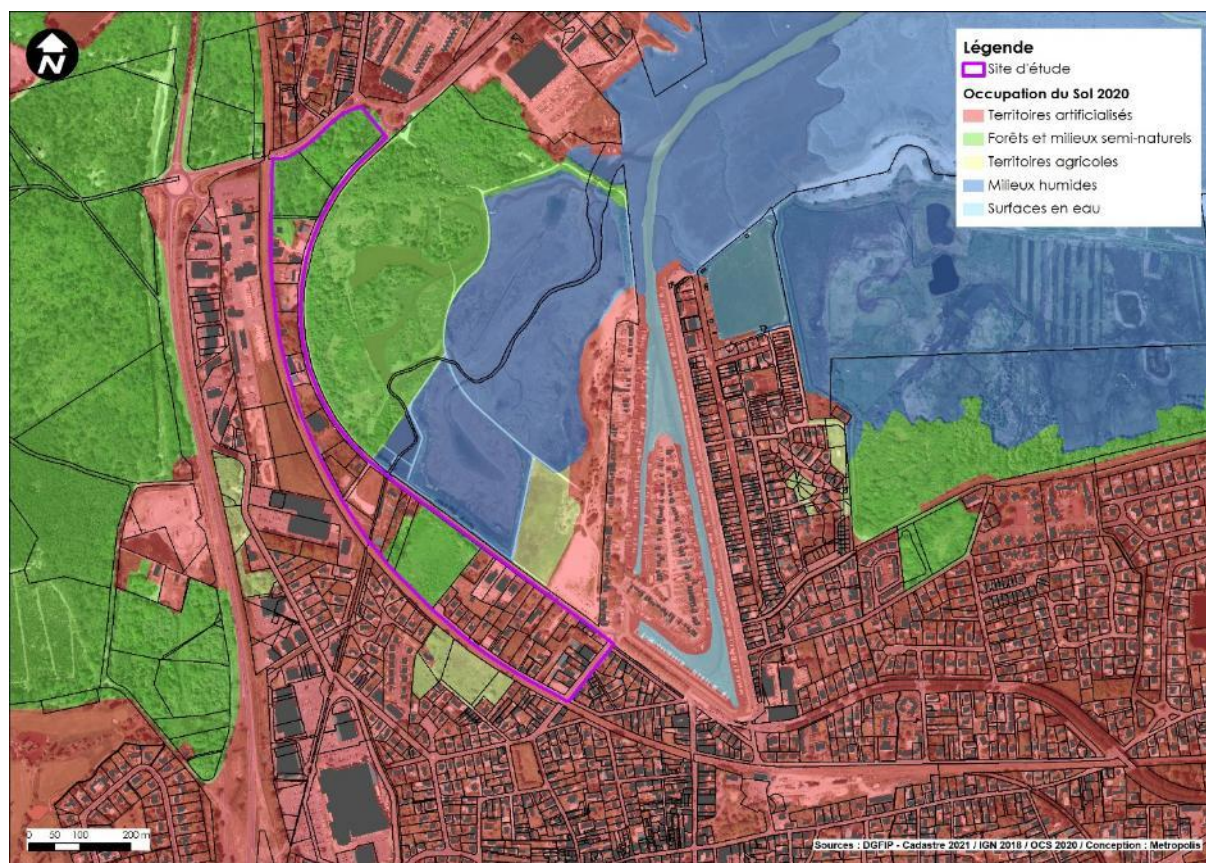 N
Légende
Site d'étude
Occupation du Sol 2020
Territoires artificialisés
Forêts et milieux semi-naturels
Territoires agricoles
Milieux humides
Surfaces en eau
0 50 100 200 m
Sources : DGFIP - Cadastre 2021 / IGN 2018 / OCS 2020 / Conception : Metropolis